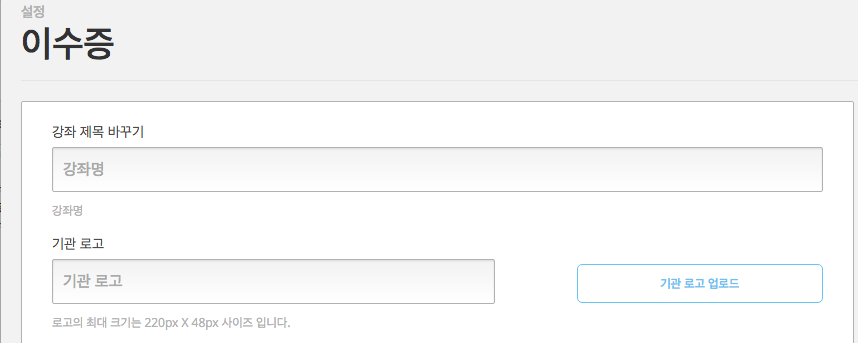 설정
이수증
강좌 제목 바꾸기
강좌명
강좌명
기관 로고
기관 로고
기관 로고 업로드
로고의 최대 크기는 220px X 48px 사이즈 입니다.